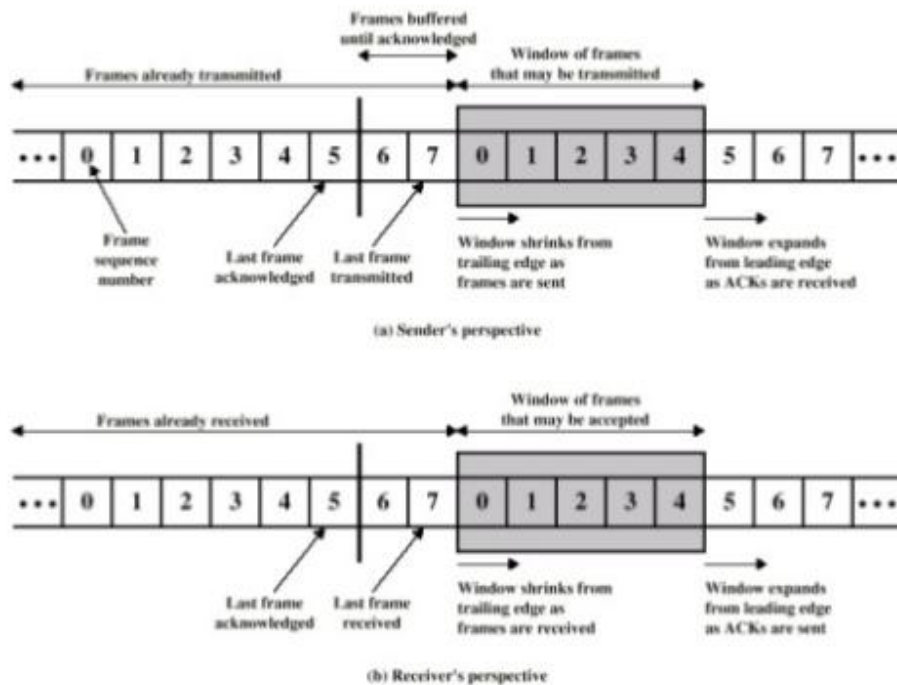 Frames buffered
until acknowledged
Window of frames
that may be transmitted
Frames already transmitted
••• 0 1 2 3 4 5 6 7 0 1 2 3 4 5 6 7 •••
Frame
sequence
number
Last frame
acknowledged
Last frame
transmitted
Window shrinks from
trailing edge as
frames are sent
Window expands
from leading edge
as ACKs are received
(a) Sender's perspective
Window of frames
that may be accepted
Frames already received
••• 0 1 2 3 4 5 6 7 0 1 2 3 4 5 6 7 •••
Last frame
acknowledged
Last frame
received
Window shrinks from
trailing edge as
frames are received
Window expands
from leading edge
as ACKs are sent
(b) Receiver's perspective